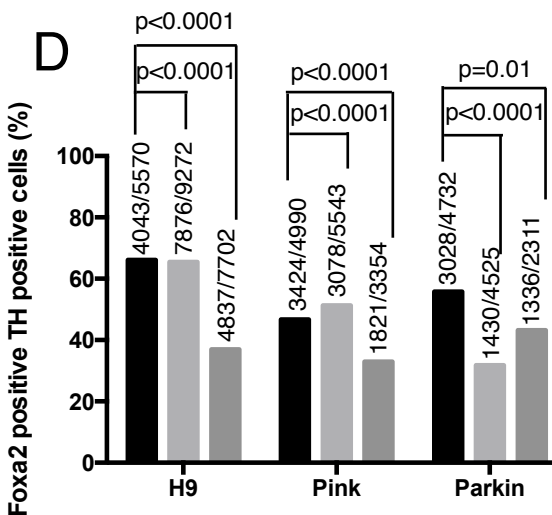 D
p<0.0001
p<0.0001
p<0.0001
p<0.0001
p=0.01
p<0.0001
Foxa2 positive TH positive cells (%)
100
80
60
40
20
0
4043/5570
7876/9272
4837/7702
3424/4990
3078/5543
1821/3354
3028/4732
1430/4525
1336/2311
H9
Pink
Parkin